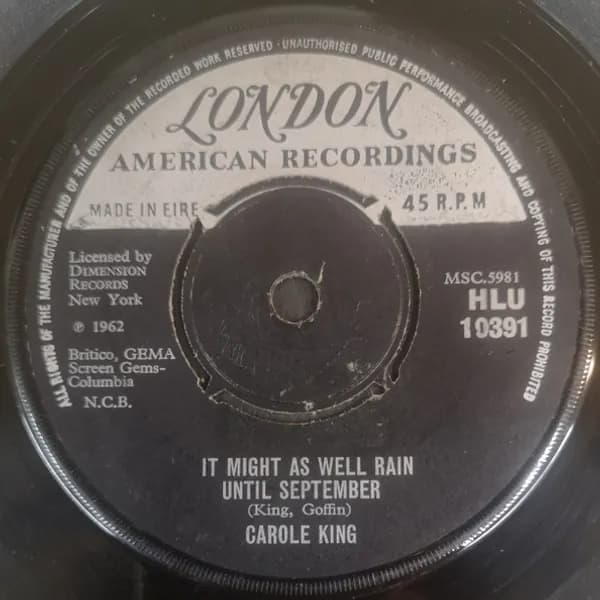 ALL RIGHTS OF THE MANUFACTURER AND OF THE OWNER OF THE RECORDED WORK RESERVED · UNAUTHORISED PUBLIC PERFORMANCE BROADCASTING AND COPYING OF THIS RECORD PROHIBITED
LONDON
AMERICAN RECORDINGS
MADE IN EIRE
45 R.P.M
Licensed by
DIMENSION
RECORDS
New York
℗ 1962
Britico, GEMA
Screen Gems-
Columbia
N.C.B.
MSC.5981
HLU
10391
IT MIGHT AS WELL RAIN
UNTIL SEPTEMBER
(King, Goffin)
CAROLE KING